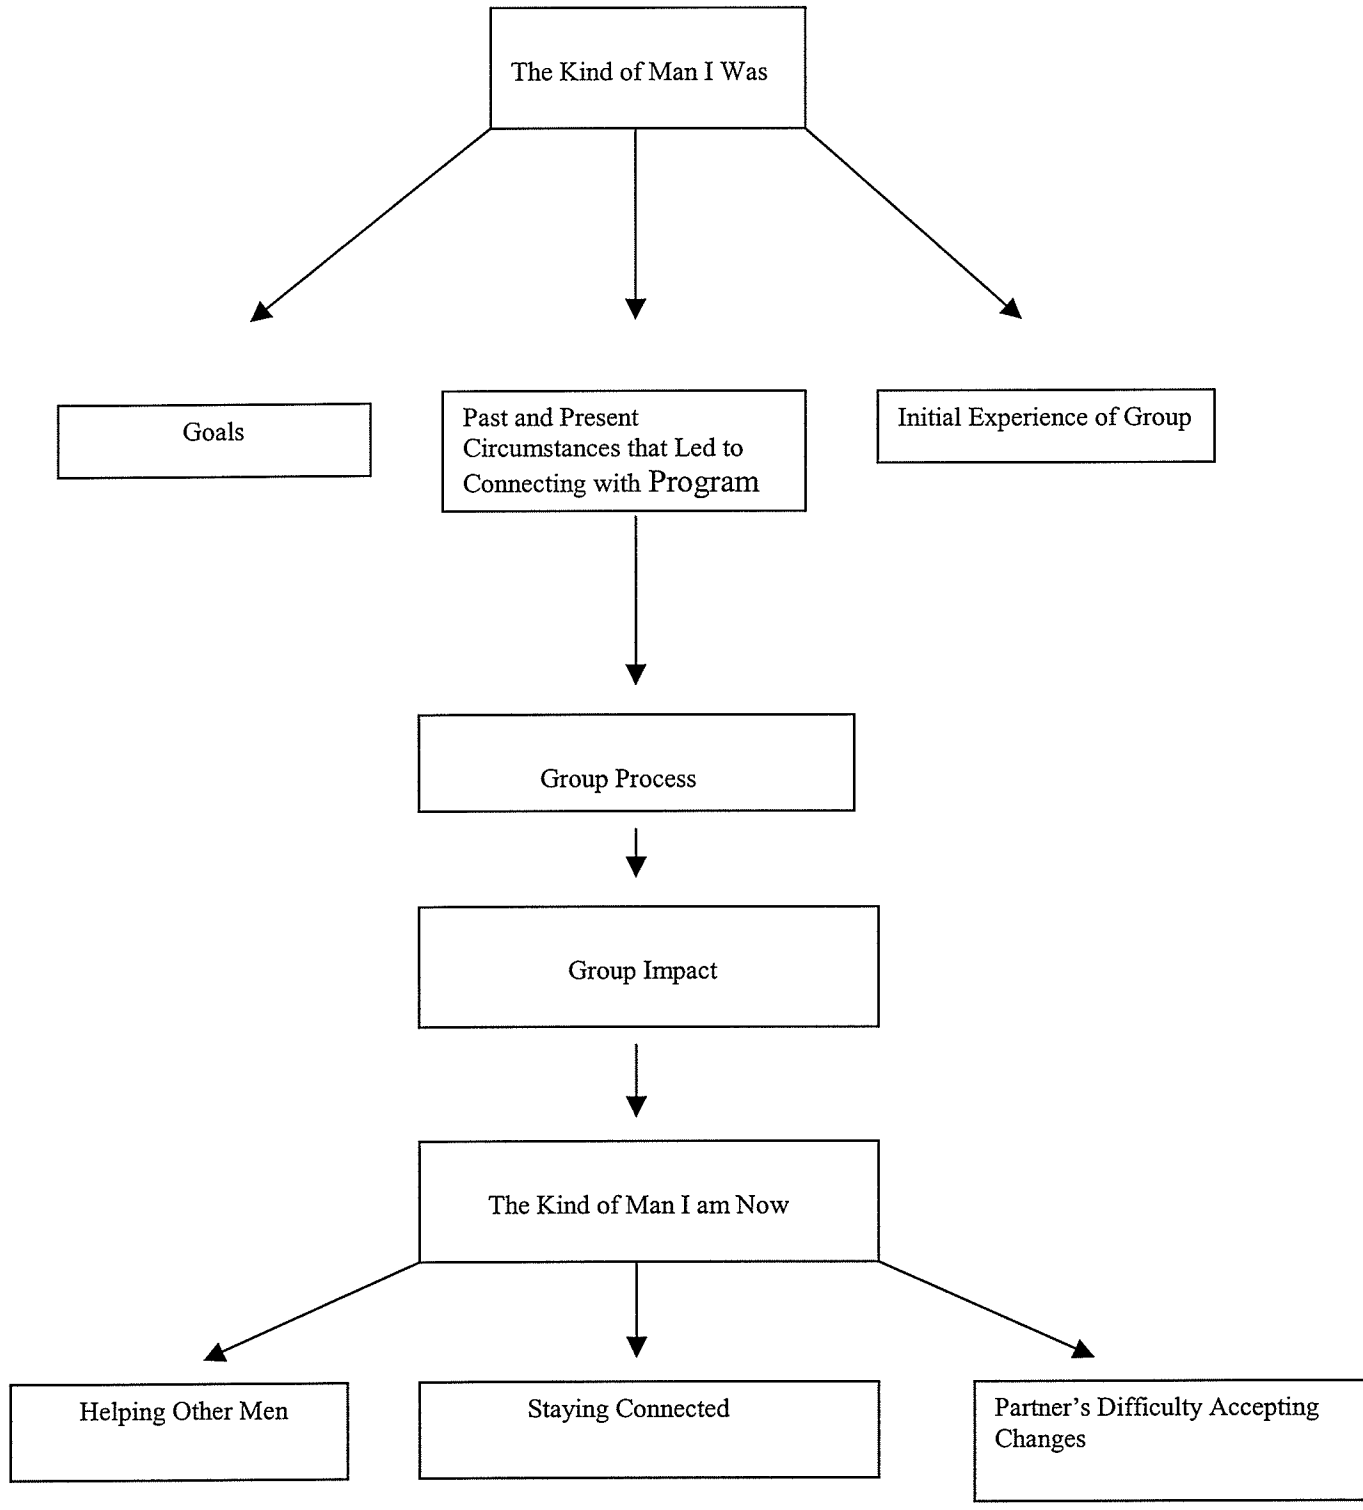 The Kind of Man I Was
Goals
Past and Present
Circumstances that Led to
Connecting with Program
Initial Experience of Group
Group Process
Group Impact
The Kind of Man I am Now
Helping Other Men
Staying Connected
Partner’s Difficulty Accepting
Changes